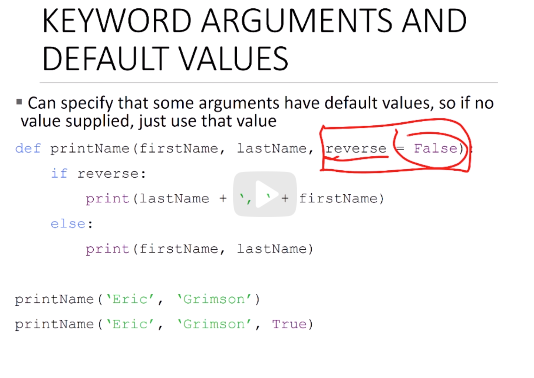 KEYWORD ARGUMENTS AND
DEFAULT VALUES
▪ Can specify that some arguments have default values, so if no
value supplied, just use that value
def printName(firstName, lastName, reverse = False):
if reverse:
print(lastName + ‘, ‘ + firstName)
else:
print(firstName, lastName)
printName(‘Eric’, ‘Grimson’)
printName(‘Eric’, ‘Grimson’, True)